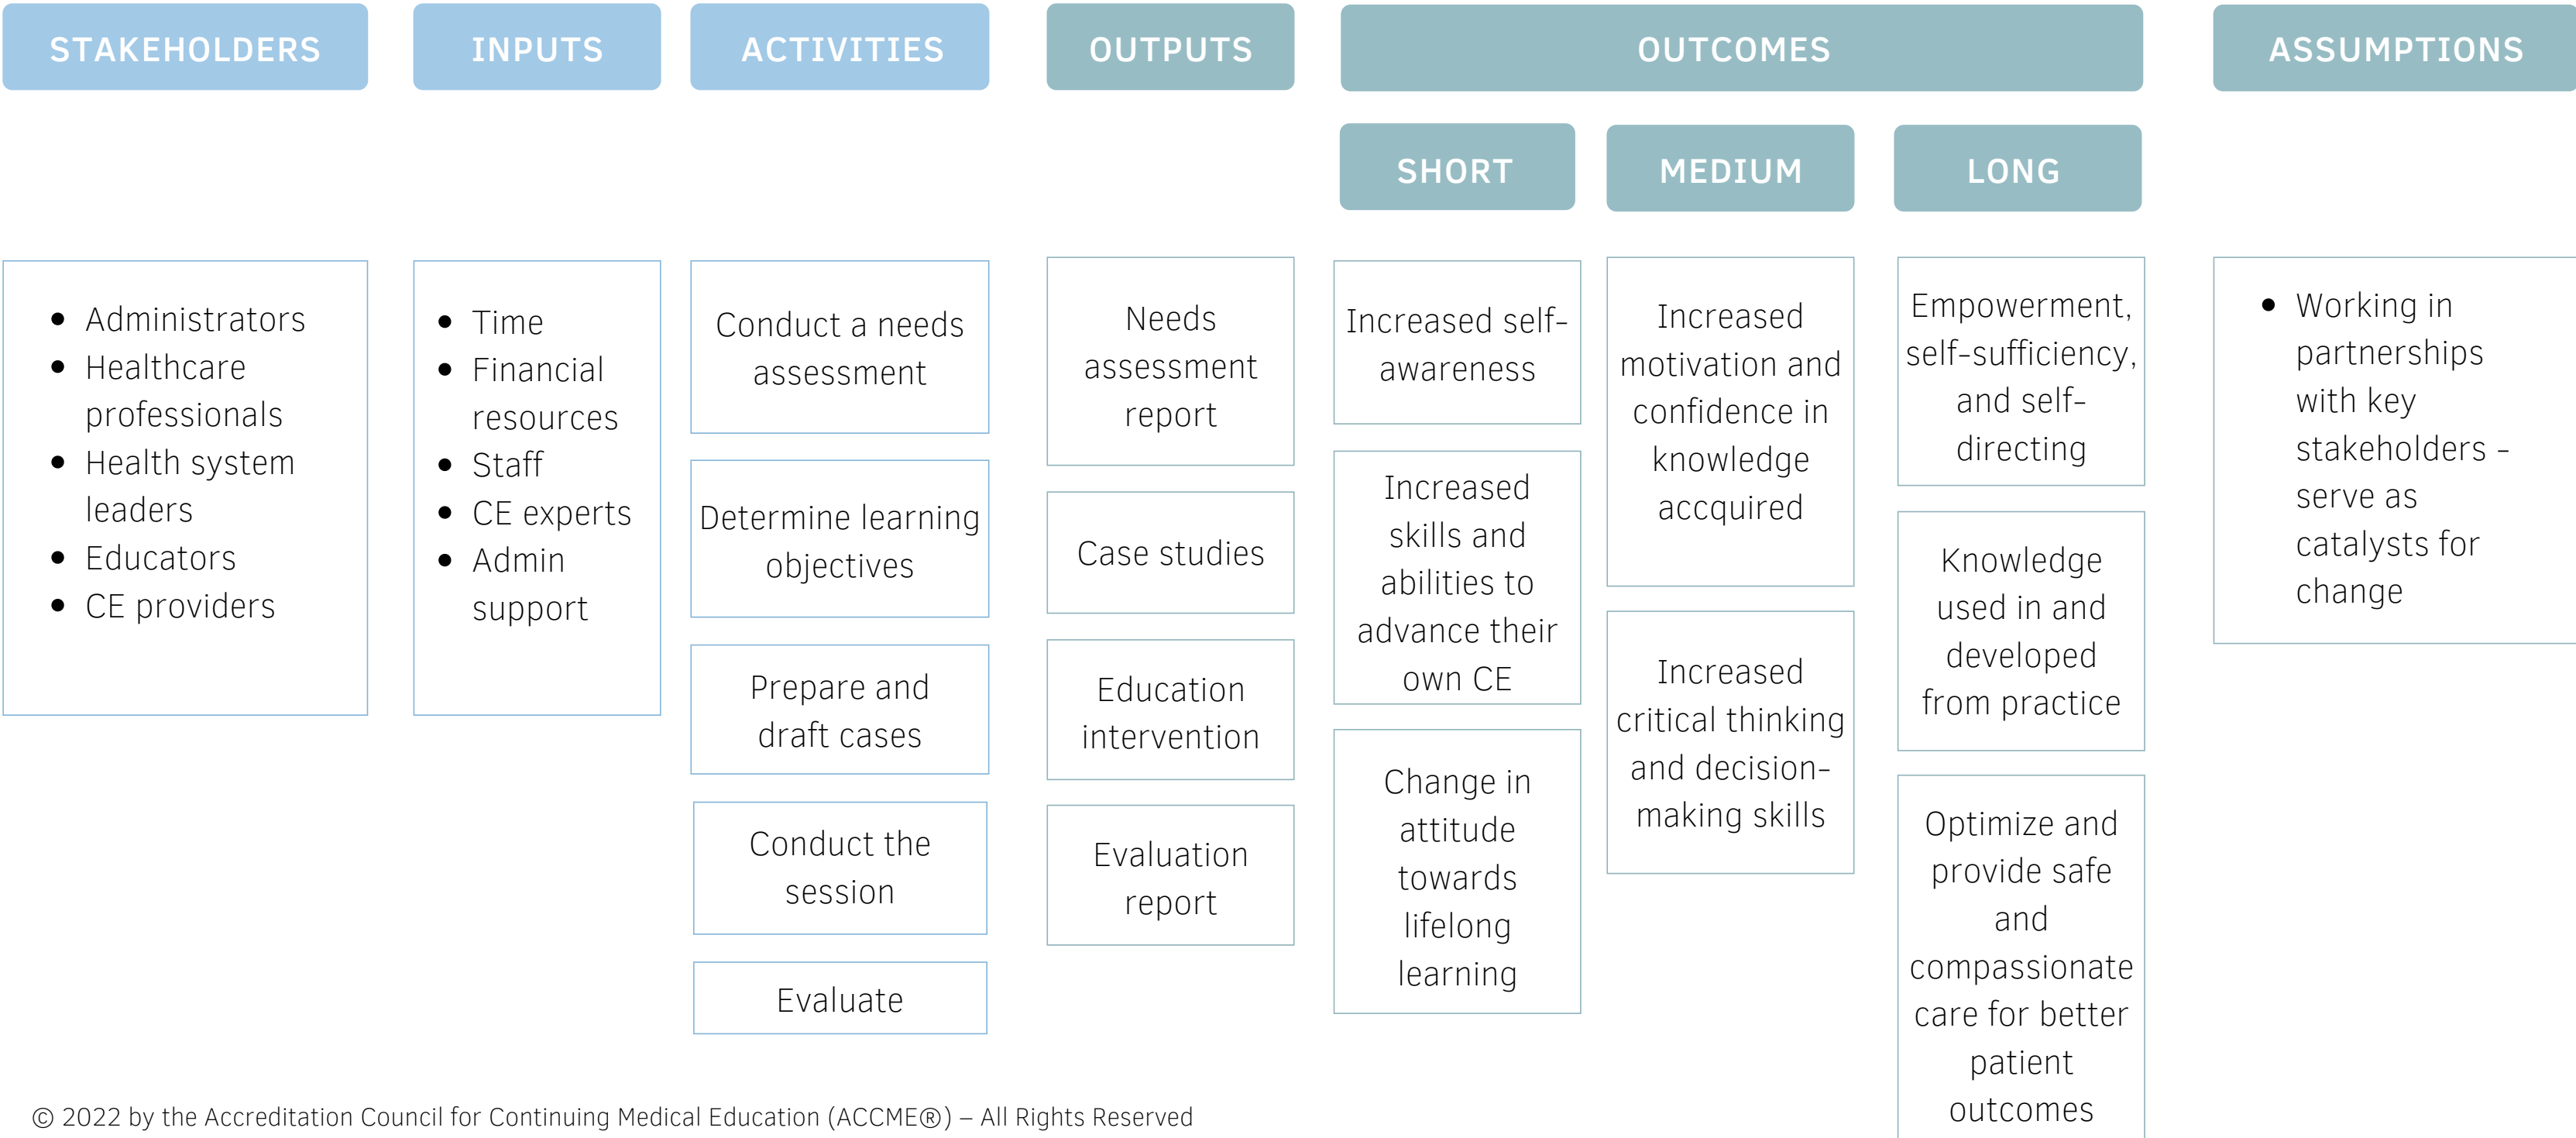 STAKEHOLDERS
INPUTS
ACTIVITIES
OUTPUTS
OUTCOMES
ASSUMPTIONS
SHORT
MEDIUM
LONG
• Administrators
• Healthcare
professionals
• Health system
leaders
• Educators
• CE providers
• Time
• Financial
resources
• Staff
• CE experts
• Admin
support
Conduct a needs
assessment
Determine learning
objectives
Prepare and
draft cases
Conduct the
session
Evaluate
Needs
assessment
report
Case studies
Education
intervention
Evaluation
report
Increased self-
awareness
Increased
skills and
abilities to
advance their
own CE
Change in
attitude
towards
lifelong
learning
Increased
motivation and
confidence in
knowledge
accquired
Increased
critical thinking
and decision-
making skills
Empowerment,
self-sufficiency,
and self-
directing
Knowledge
used in and
developed
from practice
Optimize and
provide safe
and
compassionate
care for better
patient
outcomes
• Working in
partnerships
with key
stakeholders -
serve as
catalysts for
change
© 2022 by the Accreditation Council for Continuing Medical Education (ACCME®) – All Rights Reserved